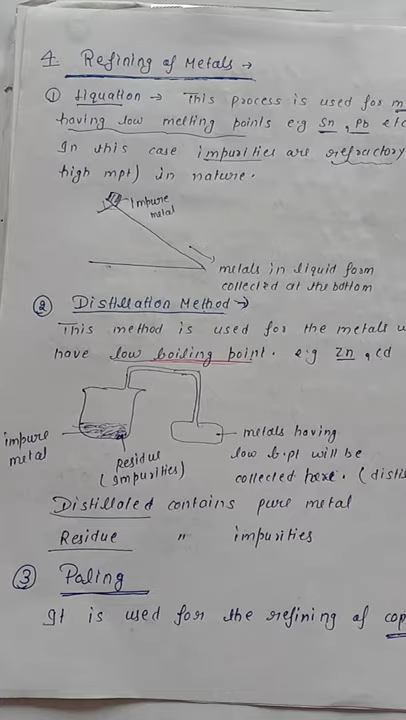 4. Refining of Metals →
① Liquation → This process is used for m
having low melting points e.g Sn, Pb etc
In this case impurities are refractory
high mpt) in nature.
Impure
metal
metals in liquid form
collected at the bottom
② Distillation Method →
This method is used for the metals w
have low boiling point. e.g Zn, Cd
impure
metal
Residue
(Impurities)
metals having
low b.pt will be
collected here. (distil
Distillated contains pure metal
Residue " impurities
③ Paling
It is used for the refining of cop